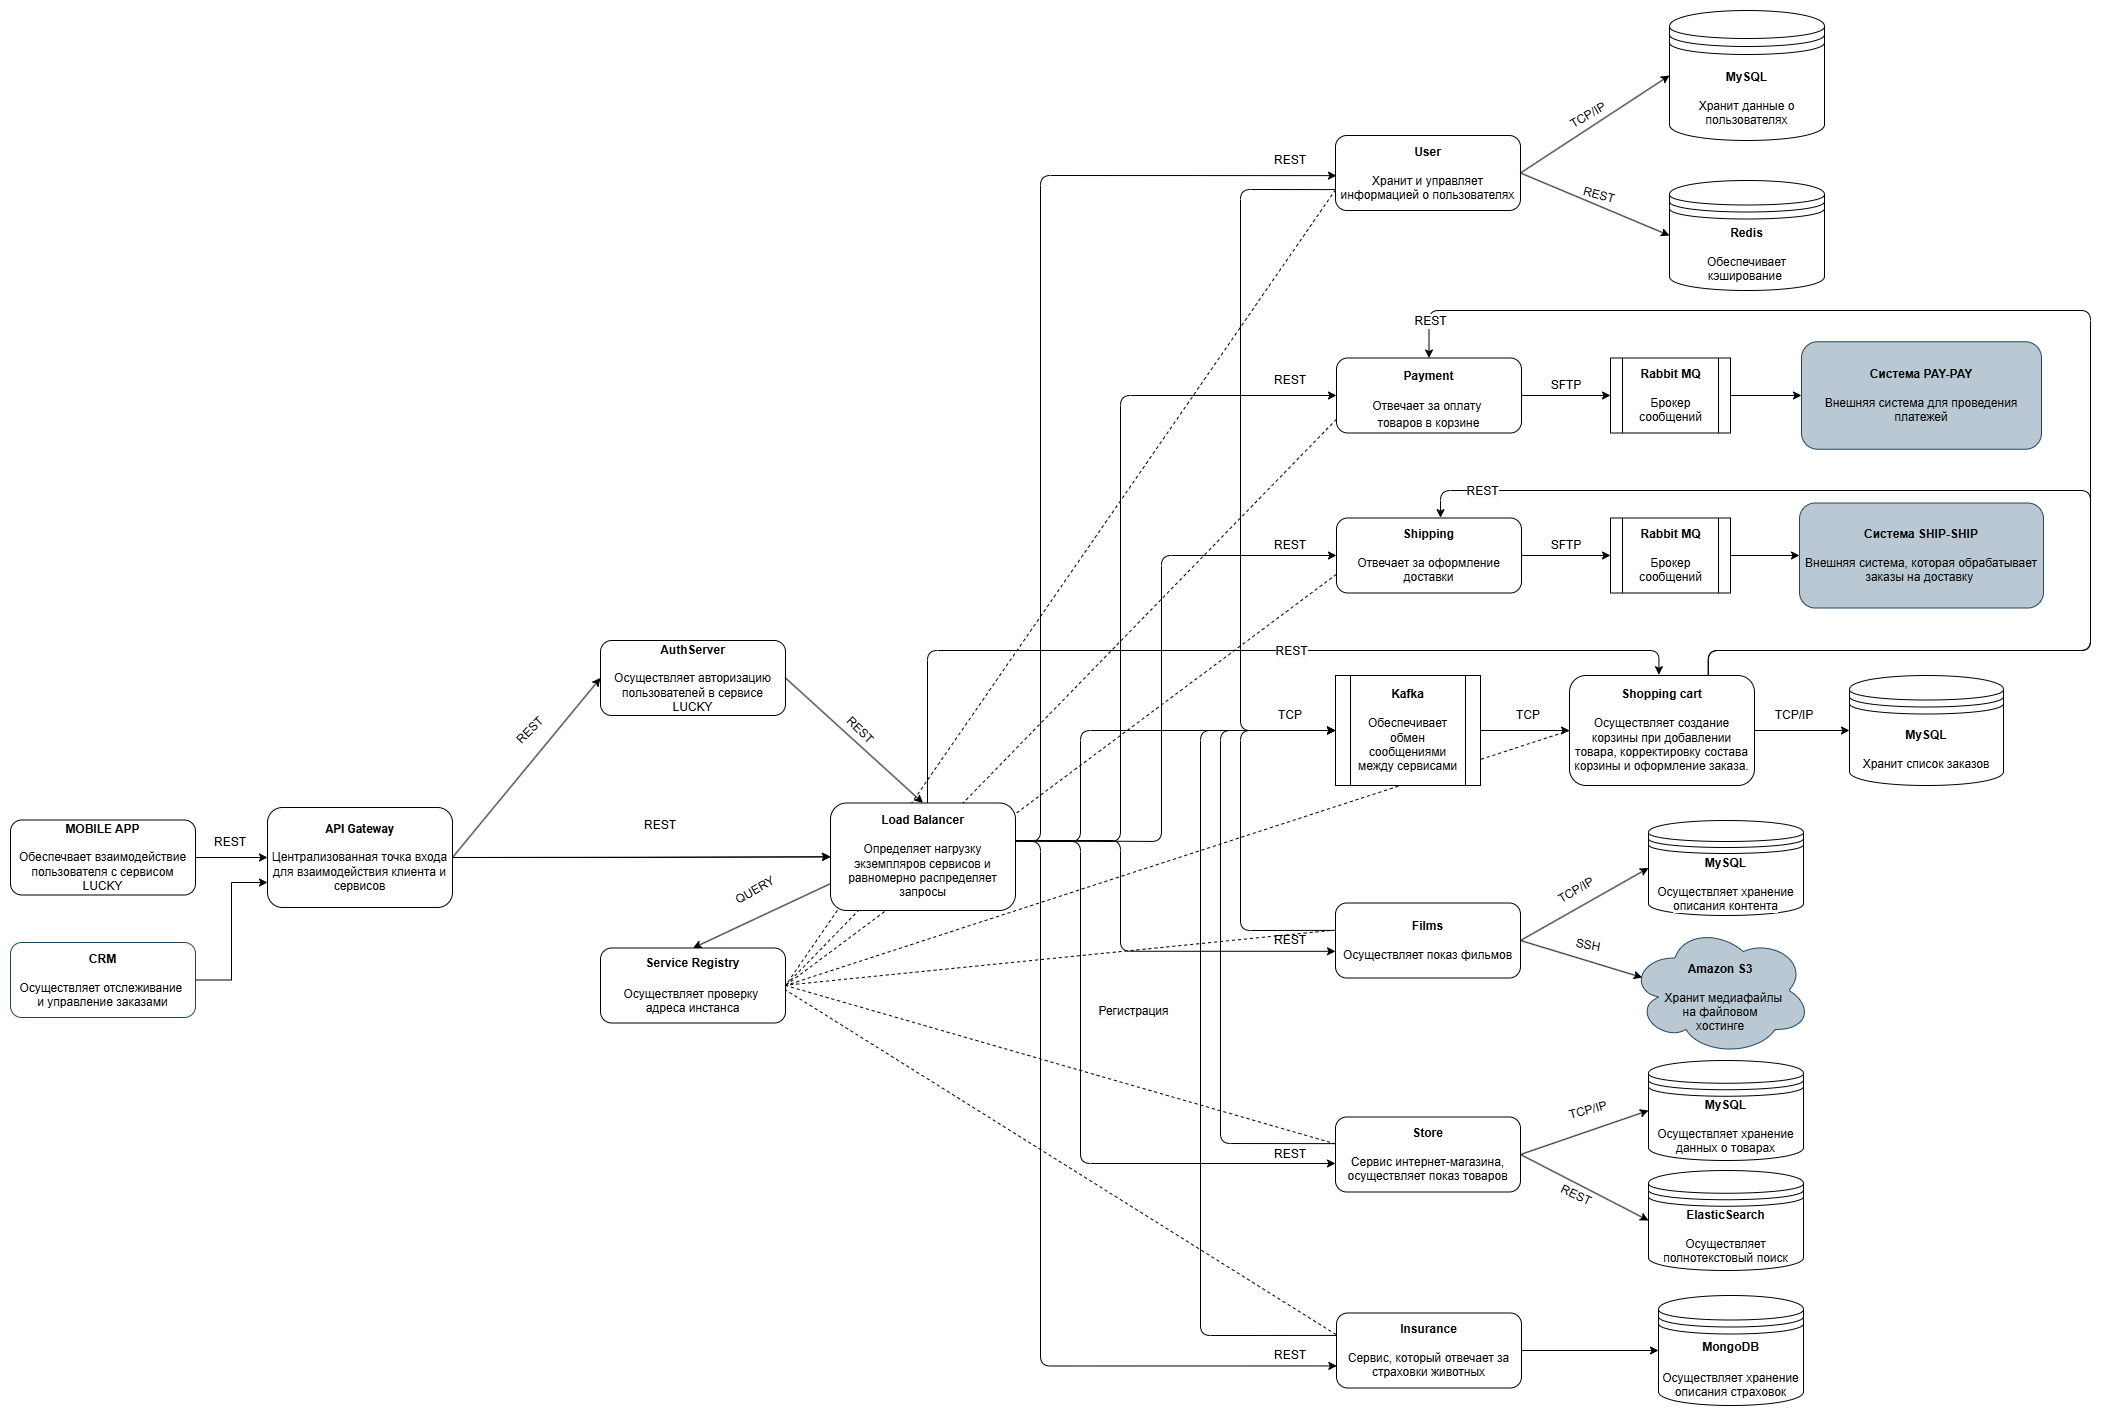 MySQL
Хранит данные о
пользователях
TCP/IP
User
Хранит и управляет
информацией о пользователях
REST
REST
Redis
Обеспечивает
кэширование
REST
Payment
Отвечает за оплату
товаров в корзине
REST
SFTP
Rabbit MQ
Брокер
сообщений
Система PAY-PAY
Внешняя система для проведения
платежей
REST
Shipping
Отвечает за оформление
доставки
REST
SFTP
Rabbit MQ
Брокер
сообщений
Система SHIP-SHIP
Внешняя система, которая обрабатывает
заказы на доставку
AuthServer
Осуществляет авторизацию
пользователей в сервисе
LUCKY
REST
REST
REST
TCP
Kafka
Обеспечивает
обмен
сообщениями
между сервисами
TCP
Shopping cart
Осуществляет создание
корзины при добавлении
товара, корректировку состава
корзины и оформление заказа.
TCP/IP
MySQL
Хранит список заказов
MOBILE APP
Обеспечвает взаимодействие
пользователя с сервисом
LUCKY
REST
API Gateway
Централизованная точка входа
для взаимодействия клиента и
сервисов
REST
Load Balancer
Определяет нагрузку
экземпляров сервисов и
равномерно распределяет
запросы
QUERY
CRM
Осуществляет отслеживание
и управление заказами
Service Registry
Осуществляет проверку
адреса инстанса
Films
Осуществляет показ фильмов
REST
TCP/IP
MySQL
Осуществляет хранение
описания контента
SSH
Amazon S3
Хранит медиафайлы
на файловом
хостинге
Регистрация
Store
Сервис интернет-магазина,
осуществляет показ товаров
REST
TCP/IP
MySQL
Осуществляет хранение
данных о товарах
REST
ElasticSearch
Осуществляет
полнотекстовый поиск
Insurance
Сервис, который отвечает за
страховки животных
REST
MongoDB
Осуществляет хранение
описания страховок